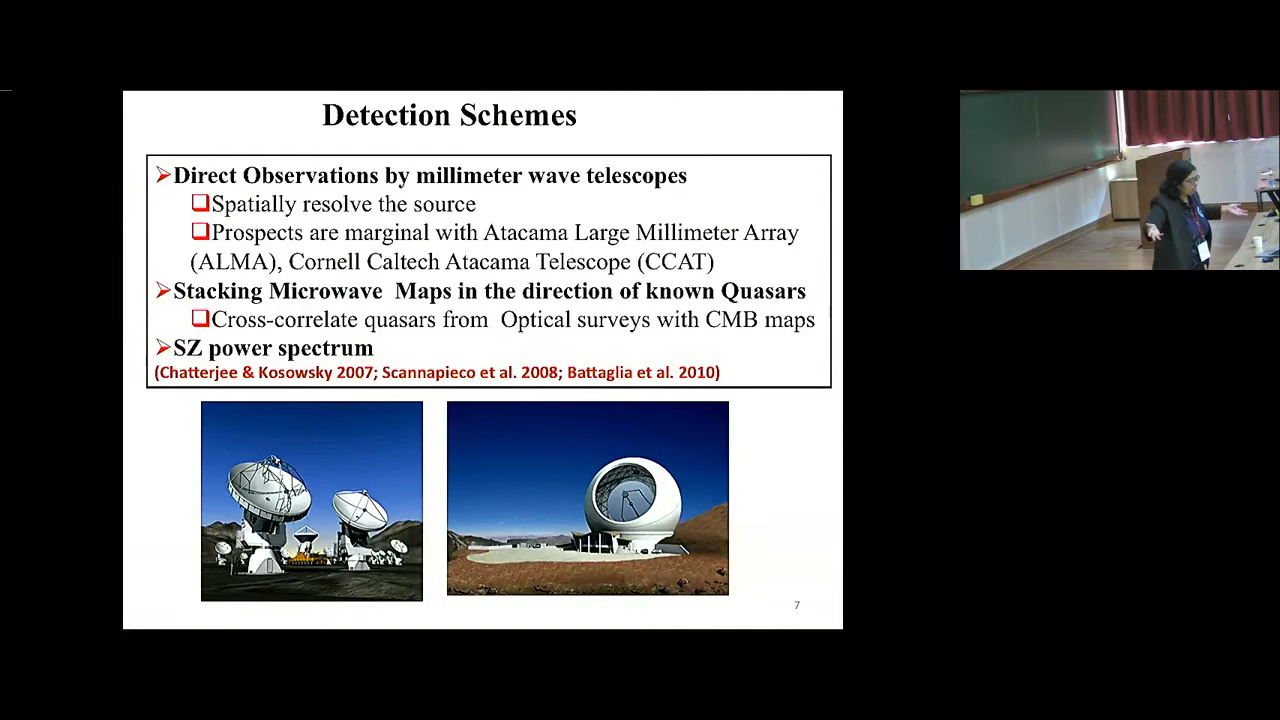 Detection Schemes
➢Direct Observations by millimeter wave telescopes
❑Spatially resolve the source
❑Prospects are marginal with Atacama Large Millimeter Array
(ALMA), Cornell Caltech Atacama Telescope (CCAT)
➢Stacking Microwave Maps in the direction of known Quasars
❑Cross-correlate quasars from Optical surveys with CMB maps
➢SZ power spectrum
(Chatterjee & Kosowsky 2007; Scannapieco et al. 2008; Battaglia et al. 2010)
7